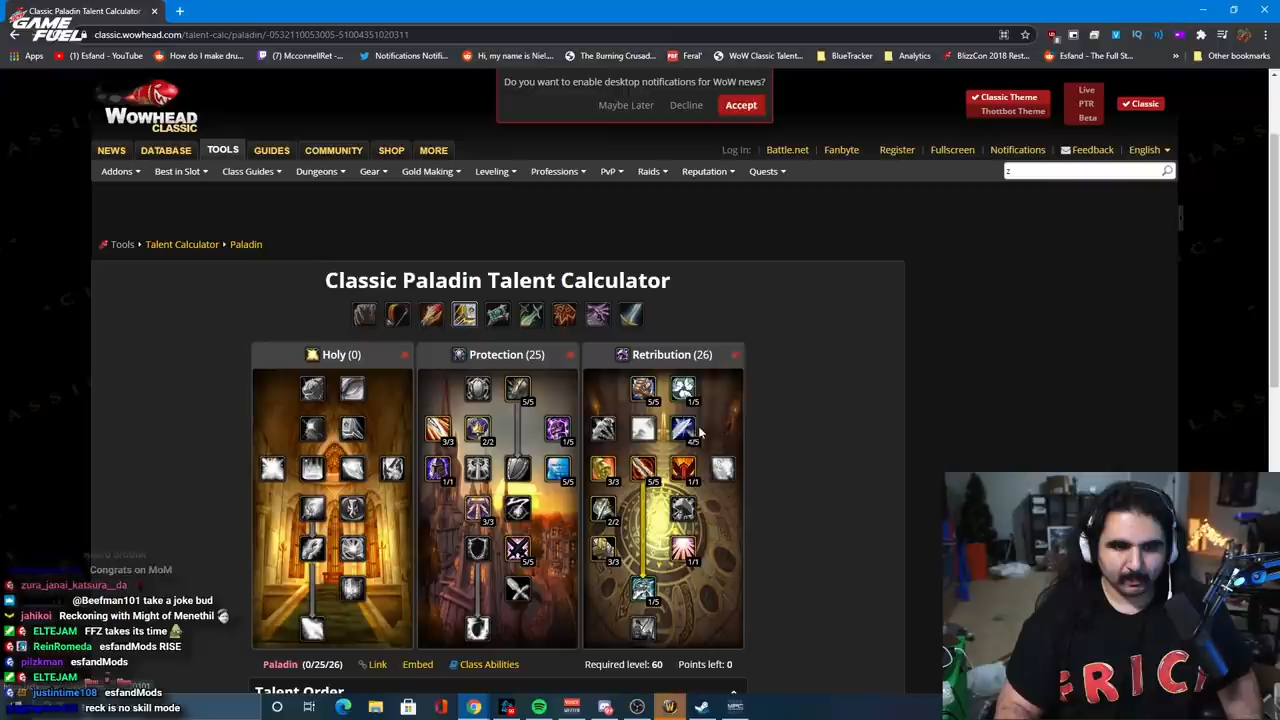 Classic Paladin Talent Calculator
GAME
FUEL
classic.wowhead.com/talent-calc/paladin/-0532110053005-51004351020311
Apps
(1) Esfand - YouTube
How do I make dru...
(7) MconnellRet - ...
Notifications Notifi...
Hi, my name is Niel...
The Burning Crusad...
Feral'
WoW Classic Talent...
BlueTracker
Analytics
BlizzCon 2018 Rest...
Esfand - The Full St...
Other bookmarks
Do you want to enable desktop notifications for WoW news?
Maybe Later
Decline
Accept
WOWHEAD
CLASSIC
Classic Theme
Thottbot Theme
Live
PTR
Beta
Classic
NEWS
DATABASE
TOOLS
GUIDES
COMMUNITY
SHOP
MORE
Log In:
Battle.net
Fanbyte
Register
Fullscreen
Notifications
Feedback
English
Addons
Best in Slot
Class Guides
Dungeons
Gear
Gold Making
Leveling
Professions
PvP
Raids
Reputation
Quests
z
Tools
Talent Calculator
Paladin
Classic Paladin Talent Calculator
Holy (0)
Protection (25)
Retribution (26)
5/5
5/5
1/5
3/3
2/2
1/5
4/5
1/1
5/5
3/3
5/5
1/1
3/3
2/2
5/5
3/3
1/1
1/5
Paladin (0/25/26)
Link
Embed
Class Abilities
Required level: 60
Points left: 0
Talent Order
Congrats on MoM
zura_janai_katsura__da
@Beefman101 take a joke bud
jahikoi Reckoning with Might of Menethil
ELTEJAM FFZ takes its time
ReinRomeda esfandMods RISE
pilzkman esfandMods
ELTEJAM
justintime108 esfandMods
reck is no skill mode
ERIC